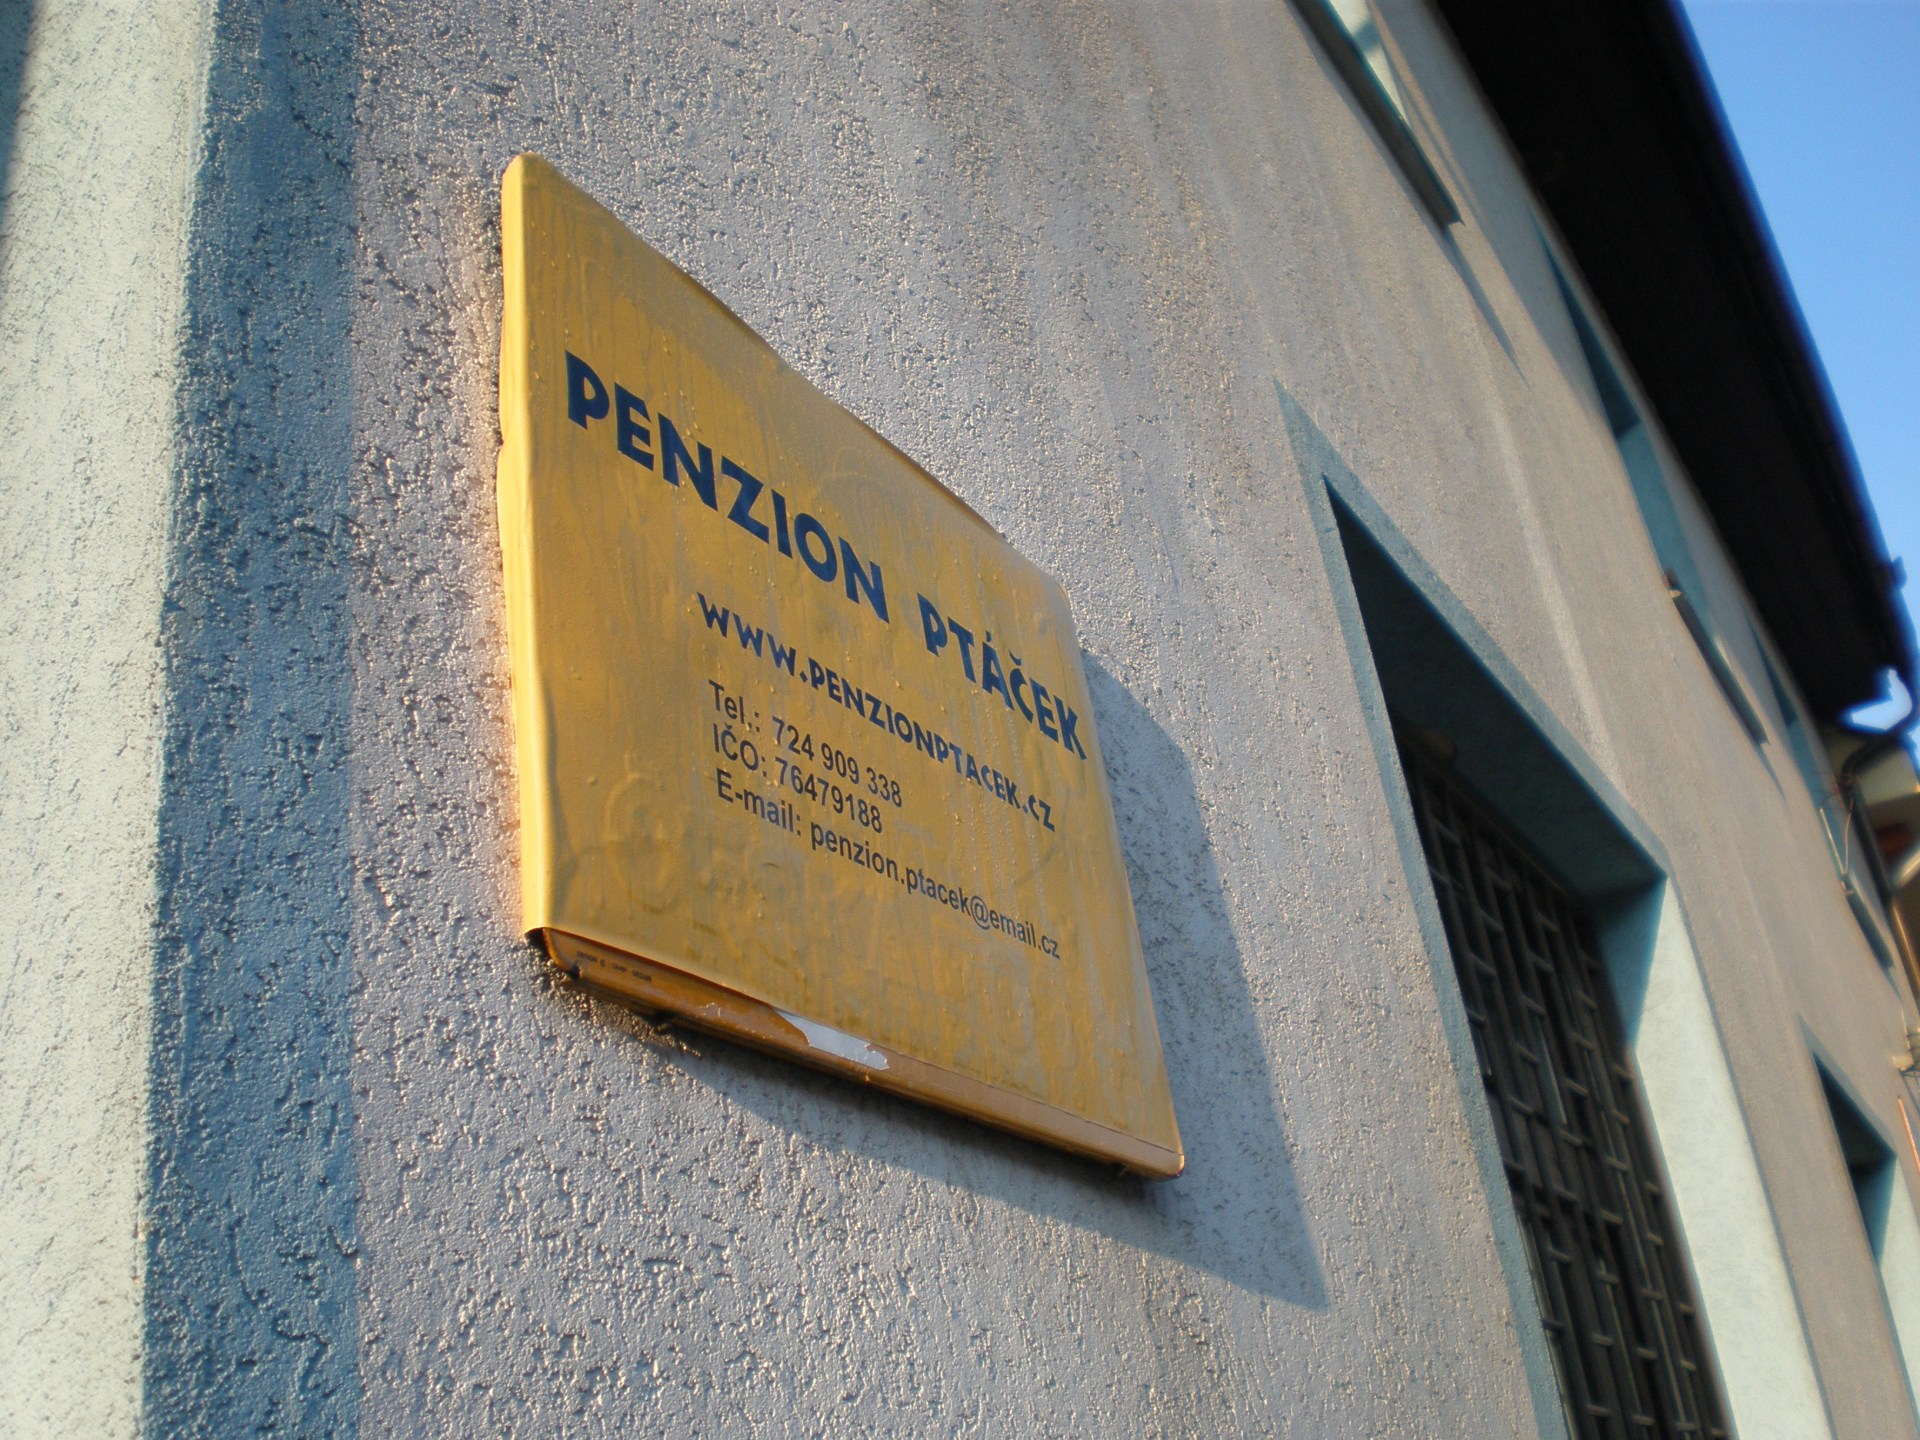 PENZION PTÁČEK
WWW.PENZIONPTACEK.CZ
Tel.: 724 909 338
IČO: 76479188
E-mail: penzion.ptacek@email.cz